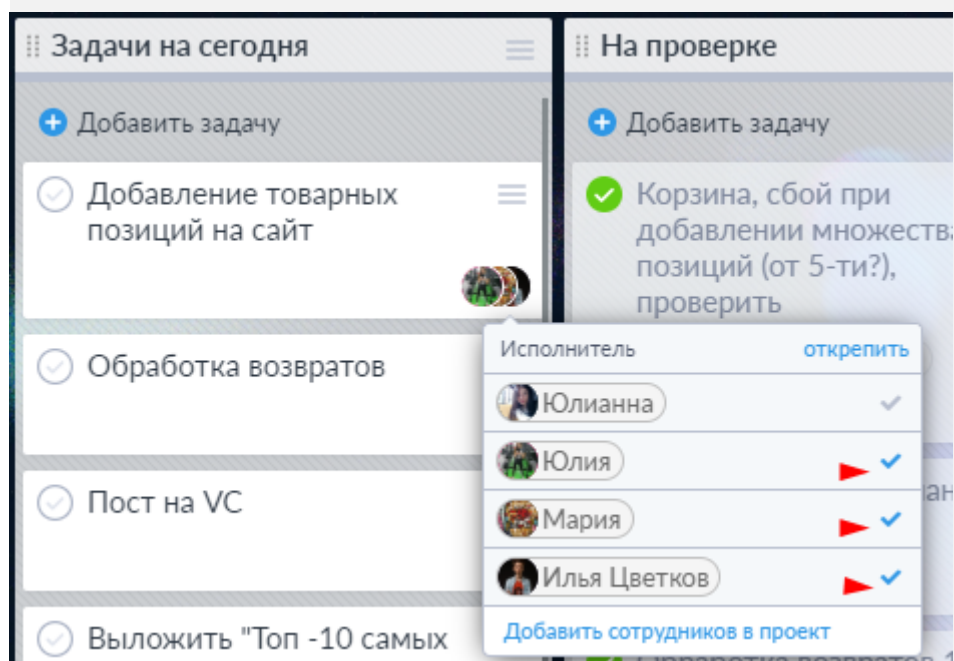 Задачи на сегодня
Добавить задачу
Добавление товарных
позиций на сайт
Обработка возвратов
Пост на VC
Выложить "Топ -10 самых
На проверке
Добавить задачу
Корзина, сбой при
добавлении множества
позиций (от 5-ти?),
проверить
Исполнитель
открепить
Юлианна
Юлия
Мария
Илья Цветков
Добавить сотрудников в проект